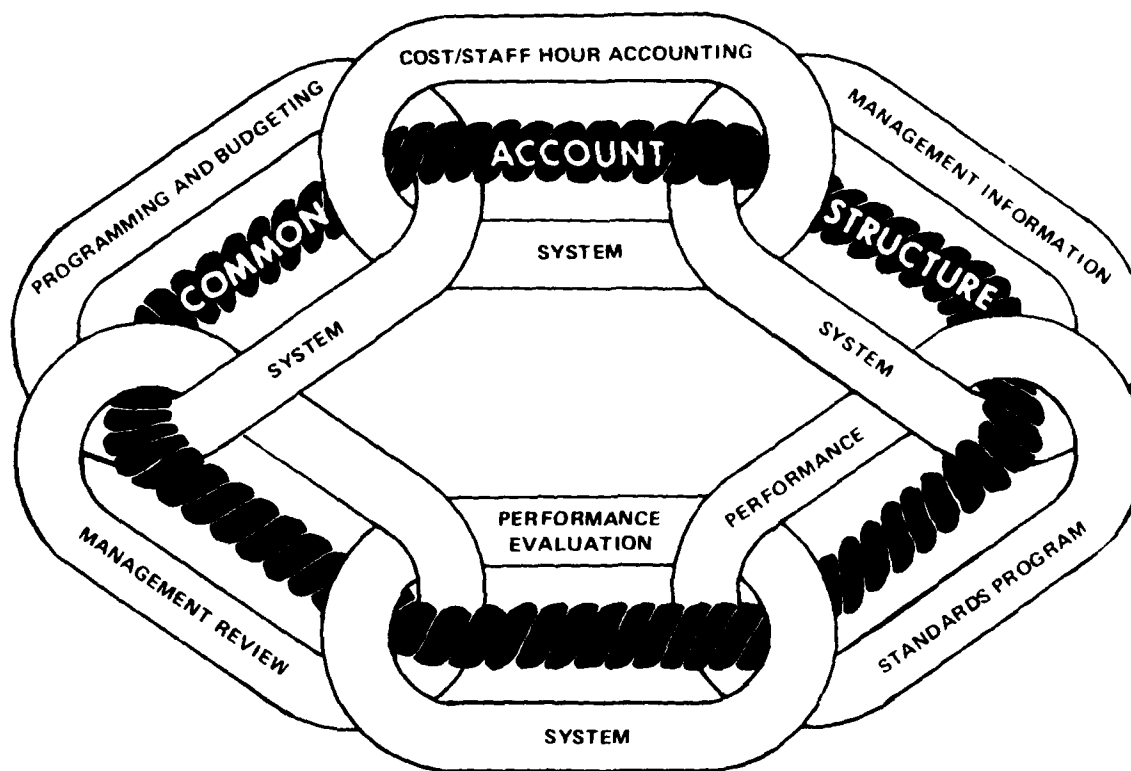 COST/STAFF HOUR ACCOUNTING
PROGRAMMING AND BUDGETING
MANAGEMENT INFORMATION
COMMON
ACCOUNT
STRUCTURE
SYSTEM
SYSTEM
SYSTEM
PERFORMANCE
EVALUATION
PERFORMANCE
MANAGEMENT REVIEW
STANDARDS PROGRAM
SYSTEM